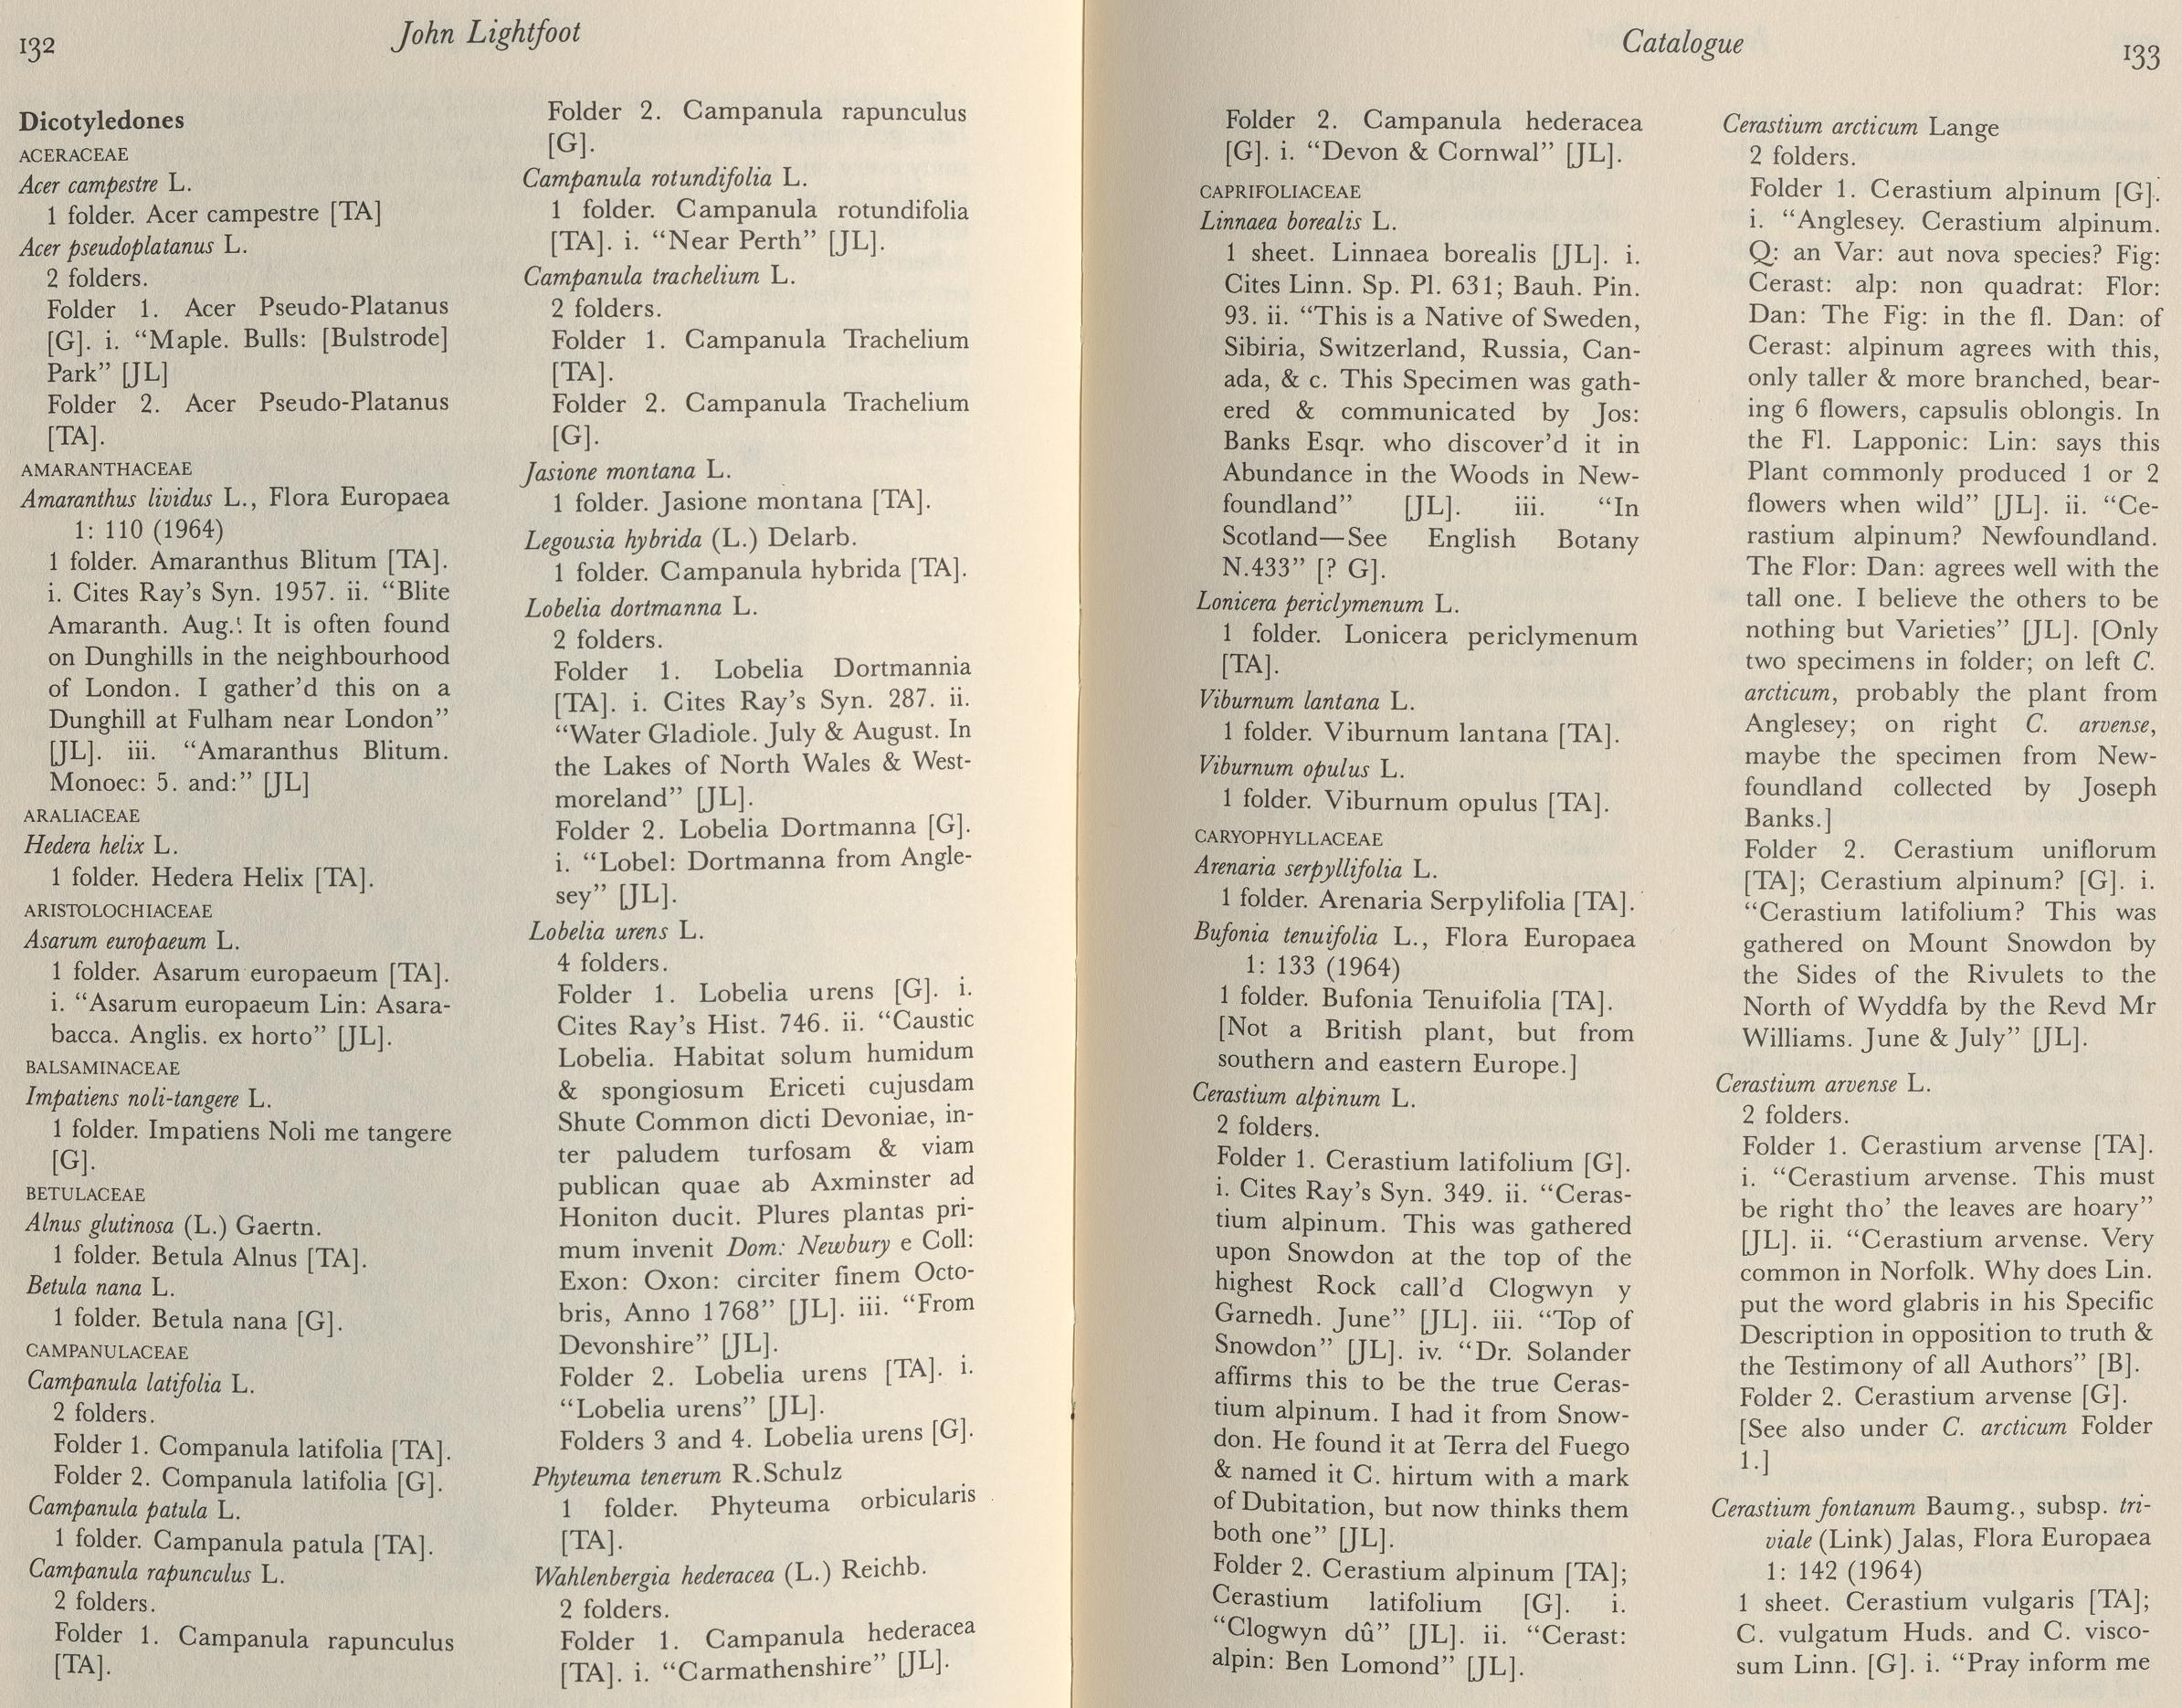 132
John Lightfoot
Dicotyledones
ACERACEAE
Acer campestre L.
1 folder. Acer campestre [TA]
Acer pseudoplatanus L.
2 folders.
Folder 1. Acer Pseudo-Platanus
[G]. i. “Maple. Bulls: [Bulstrode]
Park” [JL]
Folder 2. Acer Pseudo-Platanus
[TA].
AMARANTHACEAE
Amaranthus lividus L., Flora Europaea
1: 110 (1964)
1 folder. Amaranthus Blitum [TA].
i. Cites Ray’s Syn. 1957. ii. “Blite
Amaranth. Aug.ᵗ It is often found
on Dunghills in the neighbourhood
of London. I gather’d this on a
Dunghill at Fulham near London”
[JL]. iii. “Amaranthus Blitum.
Monoec: 5. and:” [JL]
ARALIACEAE
Hedera helix L.
1 folder. Hedera Helix [TA].
ARISTOLOCHIACEAE
Asarum europaeum L.
1 folder. Asarum europaeum [TA].
i. “Asarum europaeum Lin: Asara-
bacca. Anglis. ex horto” [JL].
BALSAMINACEAE
Impatiens noli-tangere L.
1 folder. Impatiens Noli me tangere
[G].
BETULACEAE
Alnus glutinosa (L.) Gaertn.
1 folder. Betula Alnus [TA].
Betula nana L.
1 folder. Betula nana [G].
CAMPANULACEAE
Campanula latifolia L.
2 folders.
Folder 1. Companula latifolia [TA].
Folder 2. Companula latifolia [G].
Campanula patula L.
1 folder. Campanula patula [TA].
Campanula rapunculus L.
2 folders.
Folder 1. Campanula rapunculus
[TA].
Folder 2. Campanula rapunculus
[G].
Campanula rotundifolia L.
1 folder. Campanula rotundifolia
[TA]. i. “Near Perth” [JL].
Campanula trachelium L.
2 folders.
Folder 1. Campanula Trachelium
[TA].
Folder 2. Campanula Trachelium
[G].
Jasione montana L.
1 folder. Jasione montana [TA].
Legousia hybrida (L.) Delarb.
1 folder. Campanula hybrida [TA].
Lobelia dortmanna L.
2 folders.
Folder 1. Lobelia Dortmannia
[TA]. i. Cites Ray’s Syn. 287. ii.
“Water Gladiole. July & August. In
the Lakes of North Wales & West-
moreland” [JL].
Folder 2. Lobelia Dortmanna [G].
i. “Lobel: Dortmanna from Angle-
sey” [JL].
Lobelia urens L.
4 folders.
Folder 1. Lobelia urens [G]. i.
Cites Ray’s Hist. 746. ii. “Caustic
Lobelia. Habitat solum humidum
& spongiosum Ericeti cujusdam
Shute Common dicti Devoniae, in-
ter paludem turfosam & viam
publican quae ab Axminster ad
Honiton ducit. Plures plantas pri-
mum invenit Dom: Newbury e Coll:
Exon: Oxon: circiter finem Octo-
bris, Anno 1768” [JL]. iii. “From
Devonshire” [JL].
Folder 2. Lobelia urens [TA]. i.
“Lobelia urens” [JL].
Folders 3 and 4. Lobelia urens [G].
Phyteuma tenerum R.Schulz
1 folder. Phyteuma orbicularis
[TA].
Wahlenbergia hederacea (L.) Reichb.
2 folders.
Folder 1. Campanula hederacea
[TA]. i. “Carmathenshire” [JL].
Catalogue
133
Folder 2. Campanula hederacea
[G]. i. “Devon & Cornwal” [JL].
CAPRIFOLIACEAE
Linnaea borealis L.
1 sheet. Linnaea borealis [JL]. i.
Cites Linn. Sp. Pl. 631; Bauh. Pin.
93. ii. “This is a Native of Sweden,
Sibiria, Switzerland, Russia, Can-
ada, & c. This Specimen was gath-
ered & communicated by Jos:
Banks Esqr. who discover’d it in
Abundance in the Woods in New-
foundland” [JL]. iii. “In
Scotland—See English Botany
N.433” [? G].
Lonicera periclymenum L.
1 folder. Lonicera periclymenum
[TA].
Viburnum lantana L.
1 folder. Viburnum lantana [TA].
Viburnum opulus L.
1 folder. Viburnum opulus [TA].
CARYOPHYLLACEAE
Arenaria serpyllifolia L.
1 folder. Arenaria Serpylifolia [TA].
Bufonia tenuifolia L., Flora Europaea
1: 133 (1964)
1 folder. Bufonia Tenuifolia [TA].
[Not a British plant, but from
southern and eastern Europe.]
Cerastium alpinum L.
2 folders.
Folder 1. Cerastium latifolium [G].
i. Cites Ray’s Syn. 349. ii. “Ceras-
tium alpinum. This was gathered
upon Snowdon at the top of the
highest Rock call’d Clogwyn y
Garnedh. June” [JL]. iii. “Top of
Snowdon” [JL]. iv. “Dr. Solander
affirms this to be the true Ceras-
tium alpinum. I had it from Snow-
don. He found it at Terra del Fuego
& named it C. hirtum with a mark
of Dubitation, but now thinks them
both one” [JL].
Folder 2. Cerastium alpinum [TA];
Cerastium latifolium [G]. i.
“Clogwyn dû” [JL]. ii. “Cerast:
alpin: Ben Lomond” [JL].
Cerastium arcticum Lange
2 folders.
Folder 1. Cerastium alpinum [G].
i. “Anglesey. Cerastium alpinum.
Q: an Var: aut nova species? Fig:
Cerast: alp: non quadrat: Flor:
Dan: The Fig: in the fl. Dan: of
Cerast: alpinum agrees with this,
only taller & more branched, bear-
ing 6 flowers, capsulis oblongis. In
the Fl. Lapponic: Lin: says this
Plant commonly produced 1 or 2
flowers when wild” [JL]. ii. “Ce-
rastium alpinum? Newfoundland.
The Flor: Dan: agrees well with the
tall one. I believe the others to be
nothing but Varieties” [JL]. [Only
two specimens in folder; on left C.
arcticum, probably the plant from
Anglesey; on right C. arvense,
maybe the specimen from New-
foundland collected by Joseph
Banks.]
Folder 2. Cerastium uniflorum
[TA]; Cerastium alpinum? [G]. i.
“Cerastium latifolium? This was
gathered on Mount Snowdon by
the Sides of the Rivulets to the
North of Wyddfa by the Revd Mr
Williams. June & July” [JL].
Cerastium arvense L.
2 folders.
Folder 1. Cerastium arvense [TA].
i. “Cerastium arvense. This must
be right tho’ the leaves are hoary”
[JL]. ii. “Cerastium arvense. Very
common in Norfolk. Why does Lin.
put the word glabris in his Specific
Description in opposition to truth &
the Testimony of all Authors” [B].
Folder 2. Cerastium arvense [G].
[See also under C. arcticum Folder
1.]
Cerastium fontanum Baumg., subsp. tri-
viale (Link) Jalas, Flora Europaea
1: 142 (1964)
1 sheet. Cerastium vulgaris [TA];
C. vulgatum Huds. and C. visco-
sum Linn. [G]. i. “Pray inform me